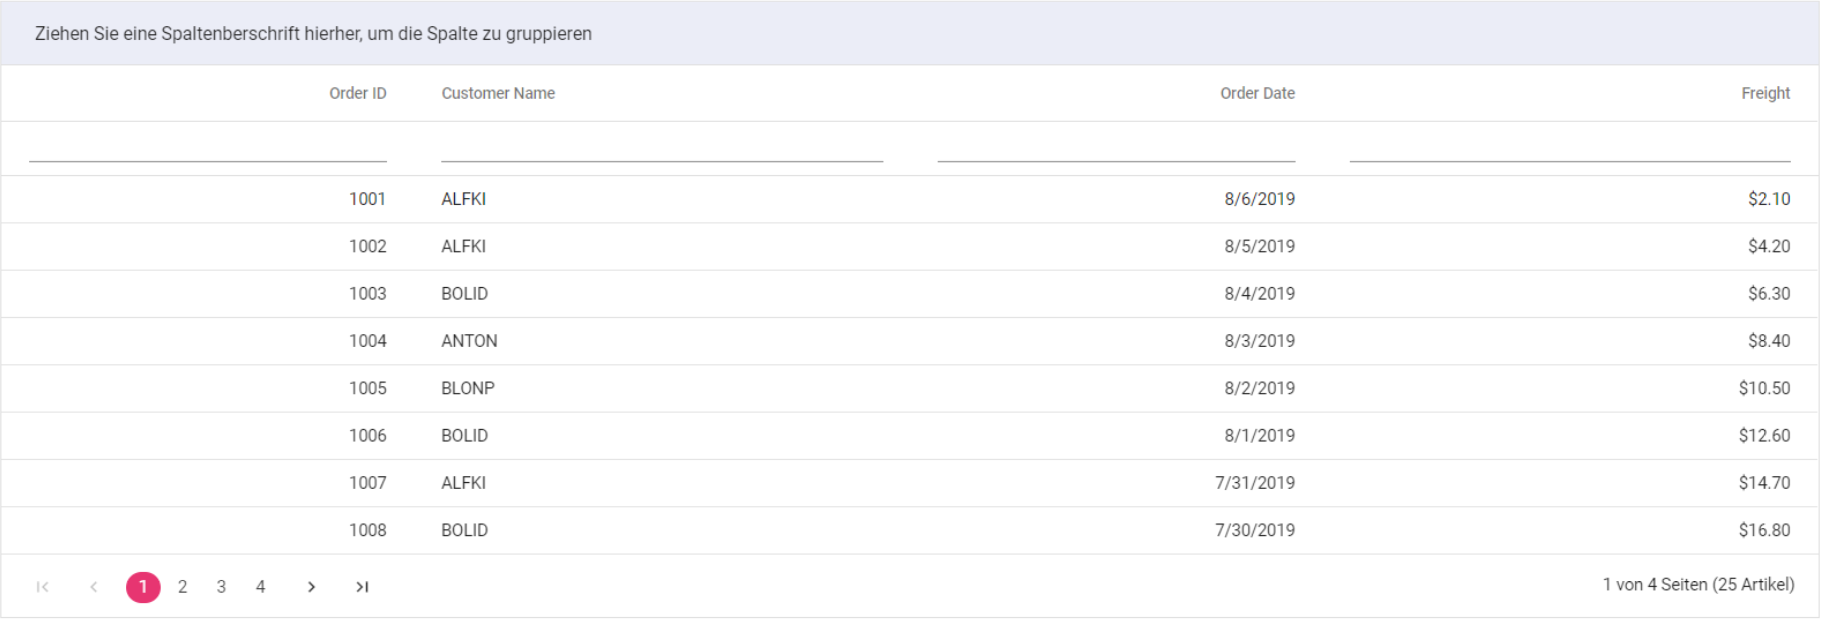 Ziehen Sie eine Spaltenberschrift hierher, um die Spalte zu gruppieren
Order ID Customer Name Order Date Freight
1001 ALFKI 8/6/2019 $2.10
1002 ALFKI 8/5/2019 $4.20
1003 BOLID 8/4/2019 $6.30
1004 ANTON 8/3/2019 $8.40
1005 BLONP 8/2/2019 $10.50
1006 BOLID 8/1/2019 $12.60
1007 ALFKI 7/31/2019 $14.70
1008 BOLID 7/30/2019 $16.80
1 2 3 4 1 von 4 Seiten (25 Artikel)